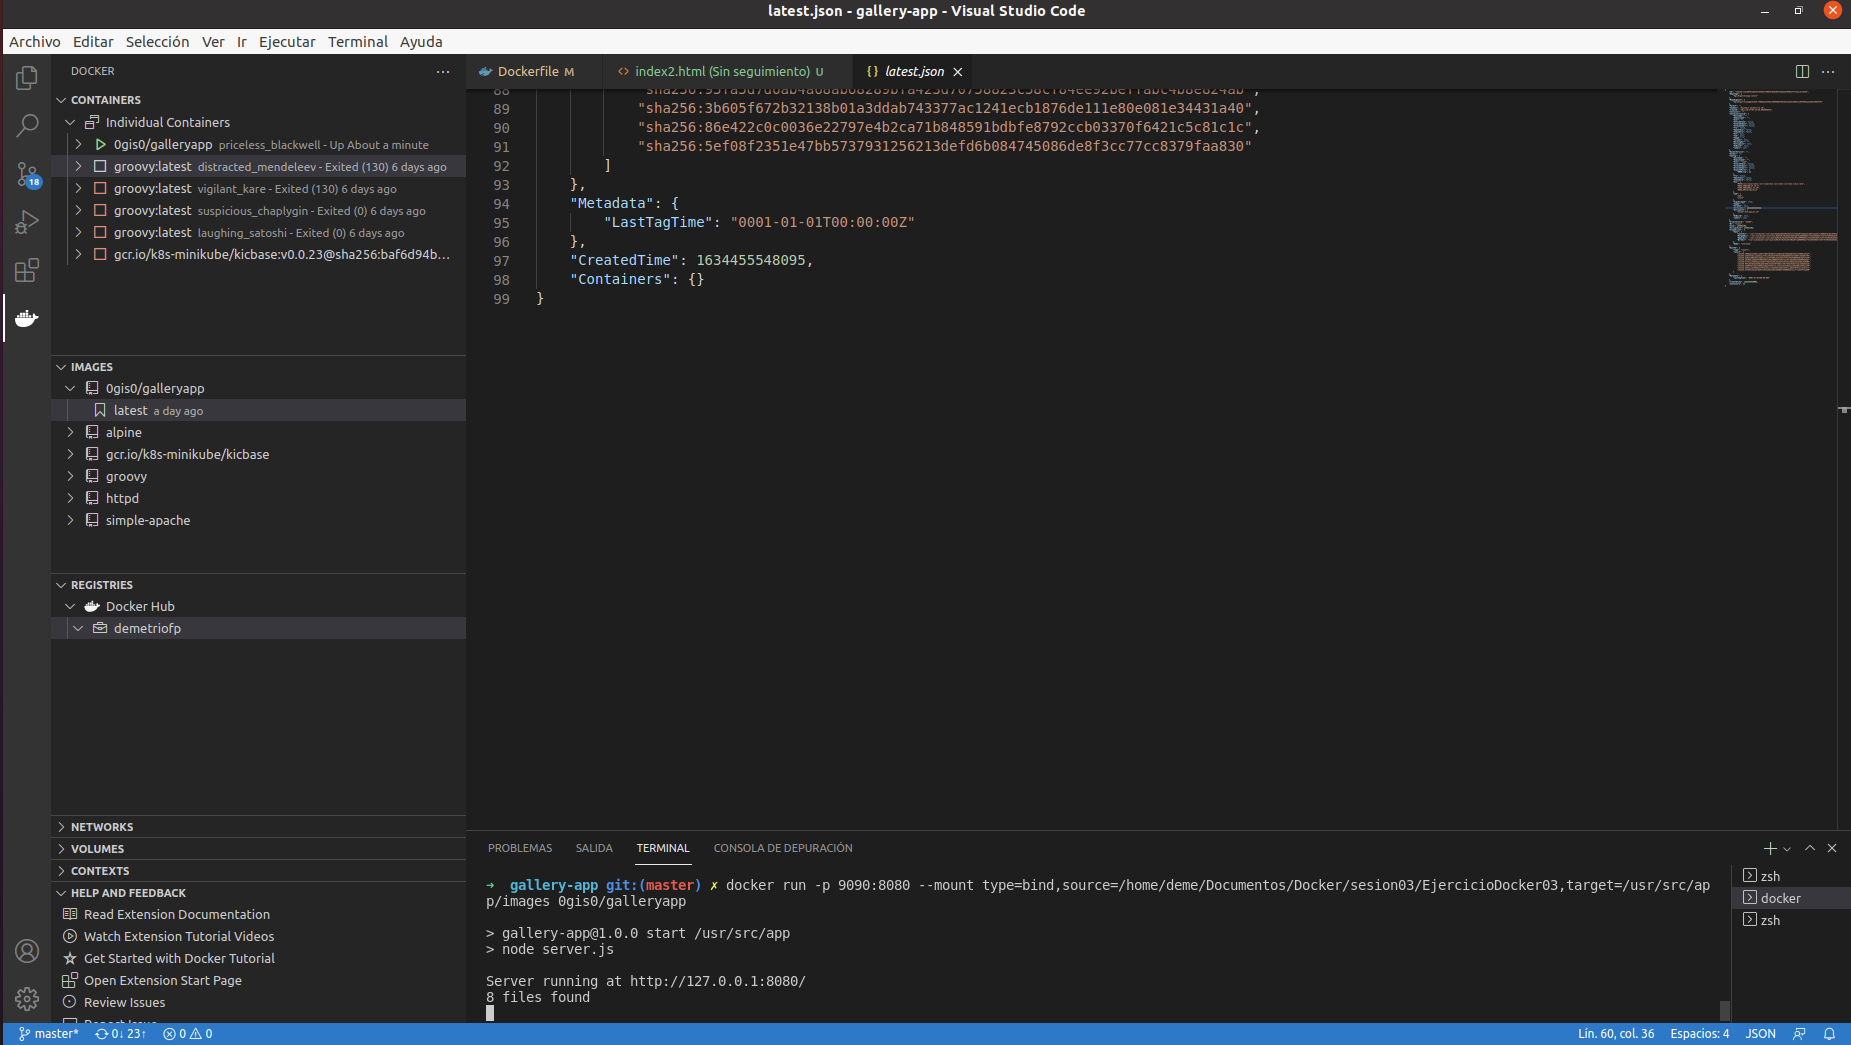 latest.json - gallery-app - Visual Studio Code
Archivo Editar Selección Ver Ir Ejecutar Terminal Ayuda
DOCKER
Dockerfile M
index2.html (Sin seguimiento) U
{} latest.json
CONTAINERS
Individual Containers
0gis0/galleryapp priceless_blackwell - Up About a minute
groovy:latest distracted_mendeleev - Exited (130) 6 days ago
groovy:latest vigilant_kare - Exited (130) 6 days ago
groovy:latest suspicious_chaplygin - Exited (0) 6 days ago
groovy:latest laughing_satoshi - Exited (0) 6 days ago
gcr.io/k8s-minikube/kicbase:v0.0.23@sha256:baf6d94b...
18
IMAGES
0gis0/galleryapp
latest a day ago
alpine
gcr.io/k8s-minikube/kicbase
groovy
httpd
simple-apache
REGISTRIES
Docker Hub
demetriofp
NETWORKS
VOLUMES
CONTEXTS
HELP AND FEEDBACK
Read Extension Documentation
Watch Extension Tutorial Videos
Get Started with Docker Tutorial
Open Extension Start Page
Review Issues
Report Issue
88
89 "sha256:3b605f672b32138b01a3ddab743377ac1241ecb1876de111e80e081e34431a40",
90 "sha256:86e422c0c0036e22797e4b2ca71b848591bdbfe8792ccb03370f6421c5c81c1c",
91 "sha256:5ef08f2351e47bb5737931256213defd6b084745086de8f3cc77cc8379faa830"
92 ]
93 },
94 "Metadata": {
95 "LastTagTime": "0001-01-01T00:00:00Z"
96 },
97 "CreatedTime": 1634455548095,
98 "Containers": {}
99 }
PROBLEMAS SALIDA TERMINAL CONSOLA DE DEPURACIÓN
➜ gallery-app git:(master) ✗ docker run -p 9090:8080 --mount type=bind,source=/home/deme/Documentos/Docker/sesion03/EjercicioDocker03,target=/usr/src/ap
p/images 0gis0/galleryapp
> gallery-app@1.0.0 start /usr/src/app
> node server.js
Server running at http://127.0.0.1:8080/
8 files found
zsh
docker
zsh
master* 0↓ 23↑ 0 0
Lín. 60, col. 36 Espacios: 4 JSON